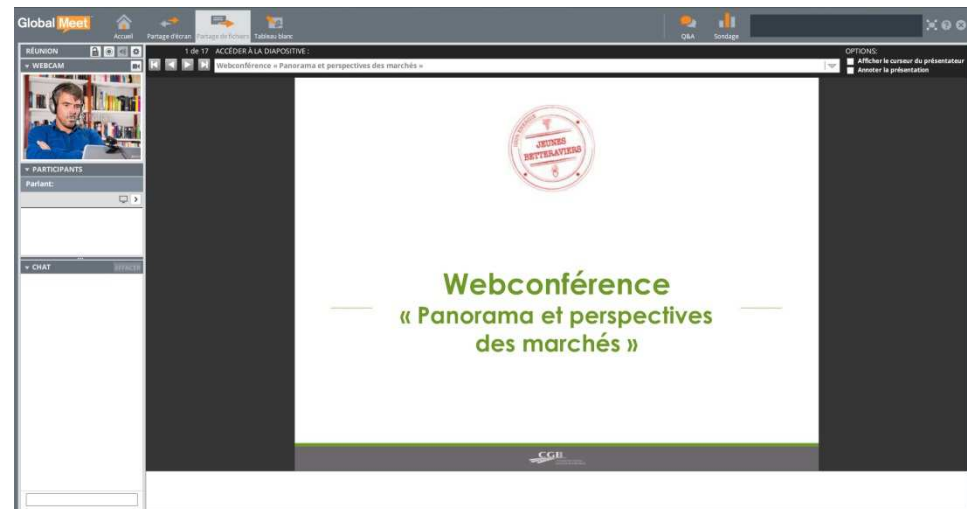 Global Meet
Accueil
Partage d'écran
Partage de fichiers
Tableau blanc
Q&A
Sondage
RÉUNION
1 de 17 ACCÉDER À LA DIAPOSITIVE :
OPTIONS:
Afficher le curseur du présentateur
Annoter la présentation
WEBCAM
Webconférence « Panorama et perspectives des marchés »
JEUNES
BETTERAVIERS
PARTICIPANTS
Parlant:
CHAT
EFFACER
Webconférence
« Panorama et perspectives
des marchés »
CGB